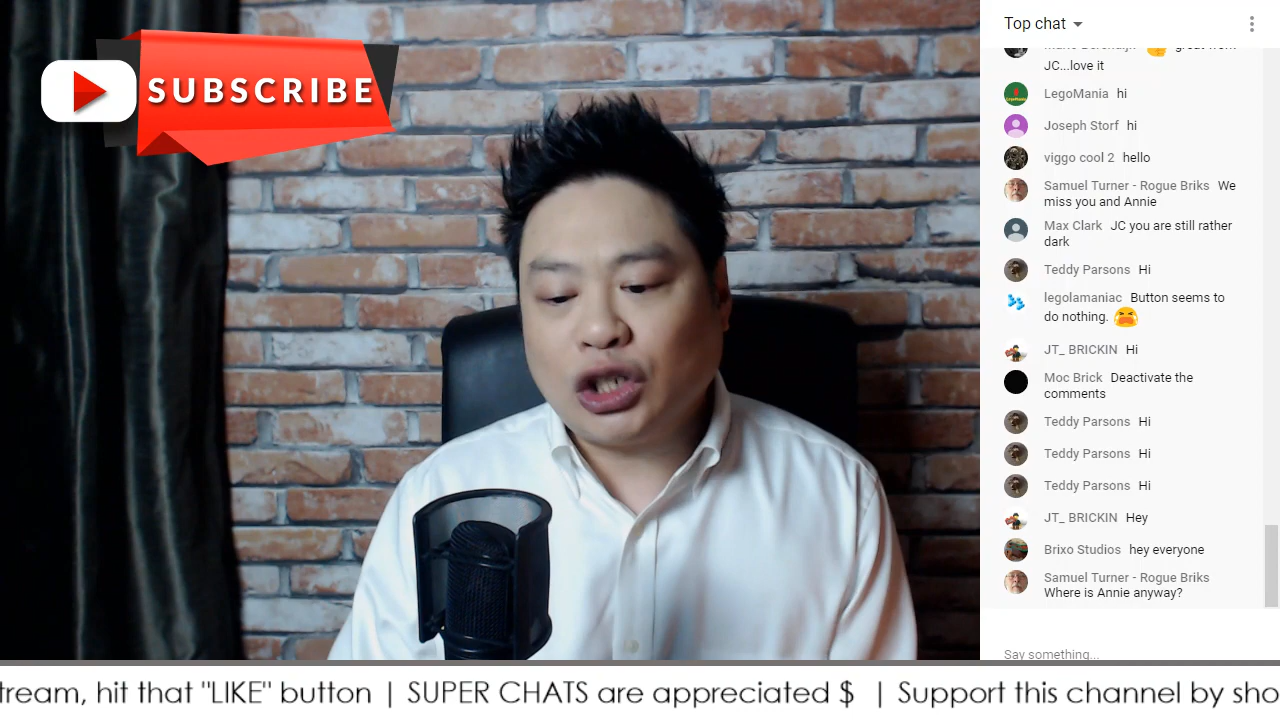 SUBSCRIBE
Top chat
JC...love it
LegoMania hi
Joseph Storf hi
viggo cool 2 hello
Samuel Turner - Rogue Briks We
miss you and Annie
Max Clark JC you are still rather
dark
Teddy Parsons Hi
legolamaniac Button seems to
do nothing.
JT_ BRICKIN Hi
Moc Brick Deactivate the
comments
Teddy Parsons Hi
Teddy Parsons Hi
Teddy Parsons Hi
JT_ BRICKIN Hey
Brixo Studios hey everyone
Samuel Turner - Rogue Briks
Where is Annie anyway?
Say something...
tream, hit that "LIKE" button | SUPER CHATS are appreciated $ | Support this channel by sho